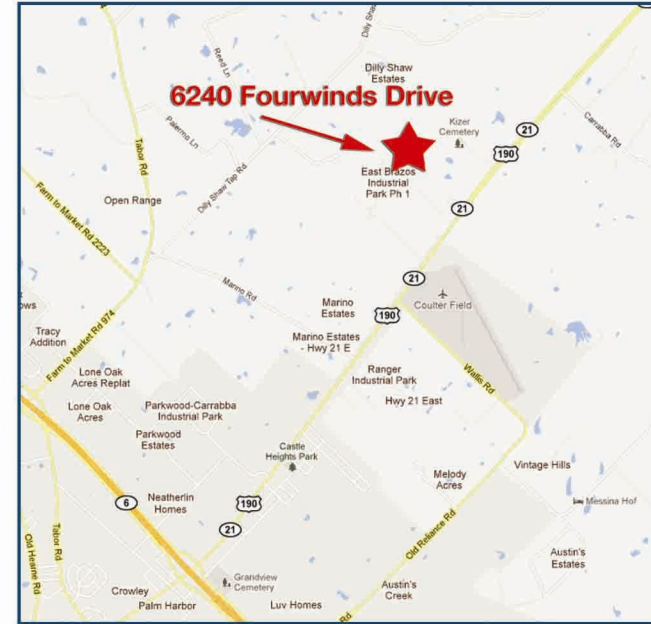 Dilly Shaw
Reed Ln
Dilly Shaw
Estates
6240 Fourwinds Drive
Kizer
Cemetery
21
190
Carrabba Rd
Palermo Ln
Tabor Rd
East Brazos
Industrial
Park Ph 1
Dilly Shaw Tap Rd
Open Range
Farm to Market Rd 2223
21
Marino Rd
21
Coulter Field
Marino
Estates
190
Marino Estates
- Hwy 21 E
ows
Tracy
Addition
Farm to Market Rd 974
Lone Oak
Acres Replat
Ranger
Industrial Park
Wallis Rd
Hwy 21 East
Lone Oak
Acres
Parkwood-Carrabba
Industrial Park
Parkwood
Estates
Castle
Heights Park
Melody
Acres
Vintage Hills
Neatherlin
Homes
6
190
21
Messina Hof
Old Reliance Rd
Tabor Rd
Old Hearne Rd
Austin's
Estates
Grandview
Cemetery
Crowley
Palm Harbor
Luv Homes
Austin's
Creek
Rd